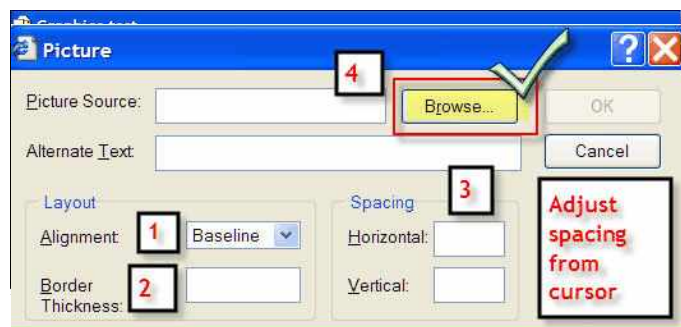 Graphics test
Picture
4
Picture Source:
Browse...
OK
Alternate Text:
Cancel
Layout
Spacing
3
Adjust
spacing
from
cursor
Alignment:
1
Baseline
Horizontal:
Border
Thickness:
2
Vertical: